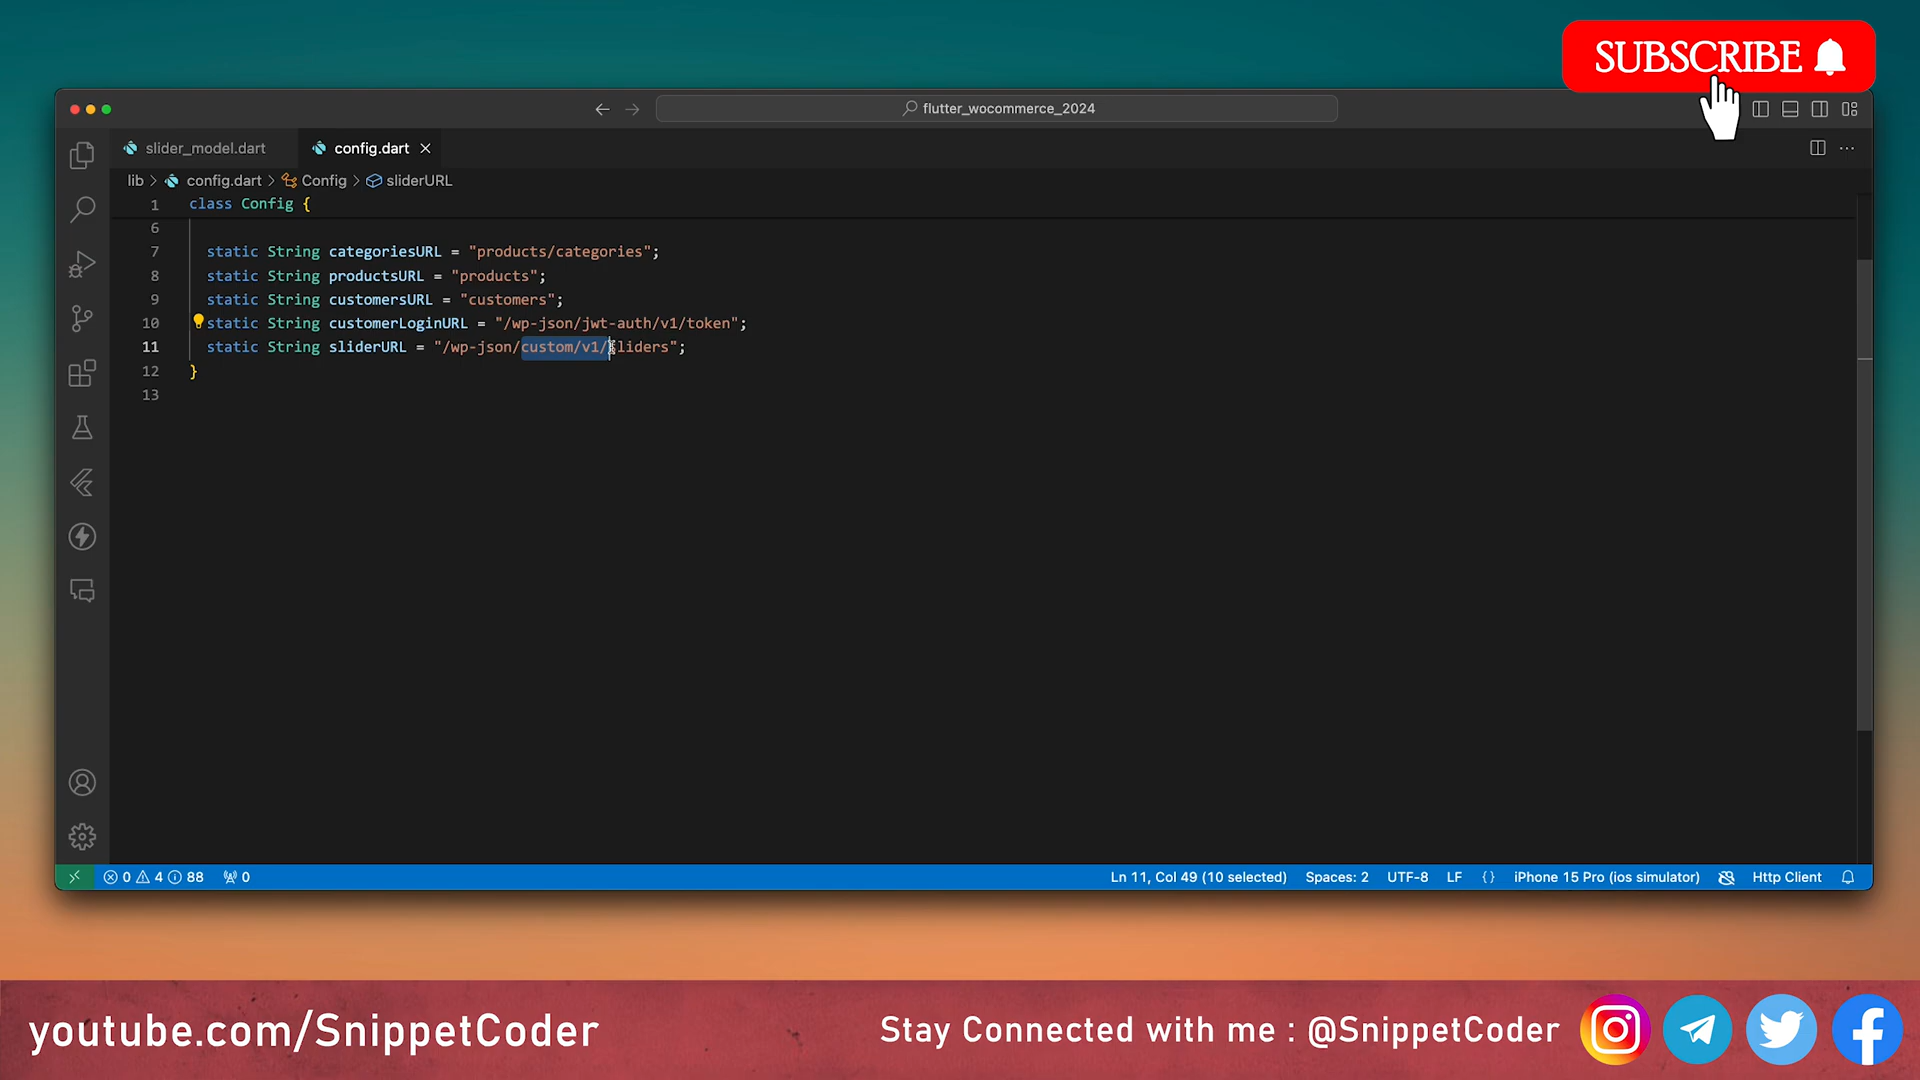 SUBSCRIBE
flutter_wocommerce_2024
slider_model.dart
config.dart
lib > config.dart > Config > sliderURL
1 class Config {
6
7 static String categoriesURL = "products/categories";
8 static String productsURL = "products";
9 static String customersURL = "customers";
10 static String customerLoginURL = "/wp-json/jwt-auth/v1/token";
11 static String sliderURL = "/wp-json/custom/v1/sliders";
12 }
13
0 4 88 0
Ln 11, Col 49 (10 selected) Spaces: 2 UTF-8 LF {} iPhone 15 Pro (ios simulator) Http Client
youtube.com/SnippetCoder
Stay Connected with me : @SnippetCoder